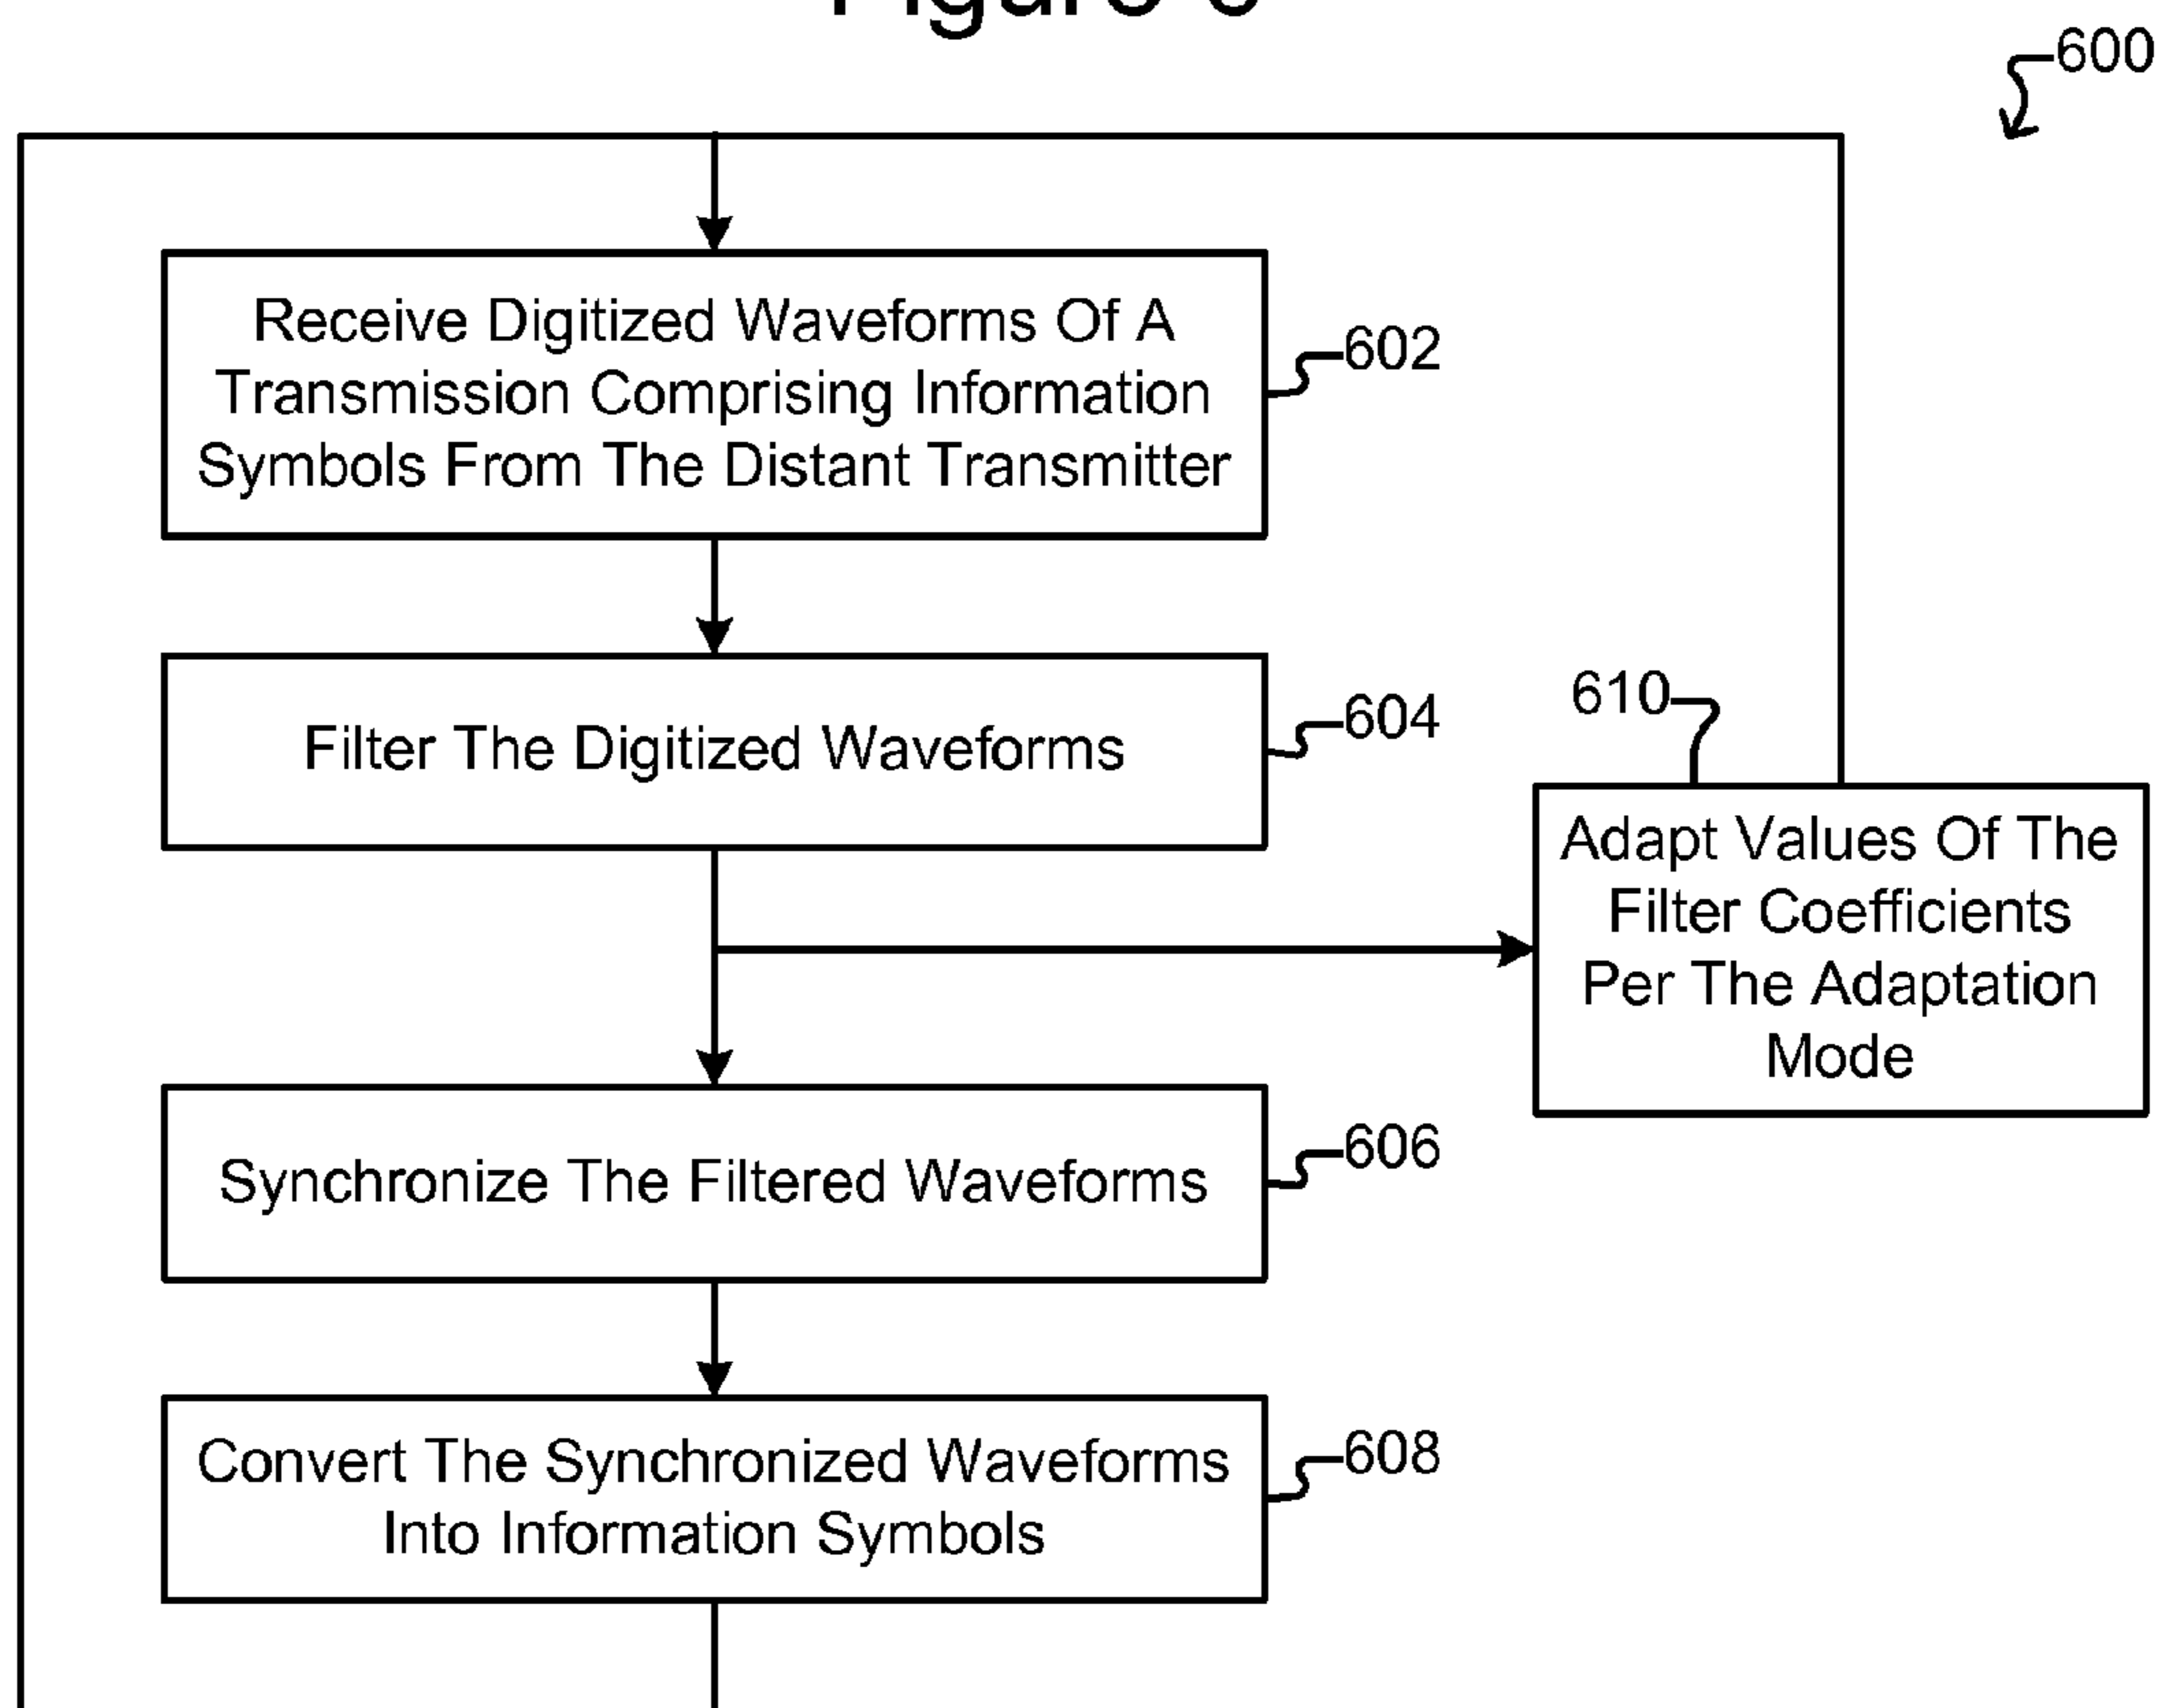 Figure
600
Receive Digitized Waveforms Of A
Transmission Comprising Information
Symbols From The Distant Transmitter
602
Filter The Digitized Waveforms
604
610
Adapt Values Of The
Filter Coefficients
Per The Adaptation
Mode
Synchronize The Filtered Waveforms
606
Convert The Synchronized Waveforms
Into Information Symbols
608